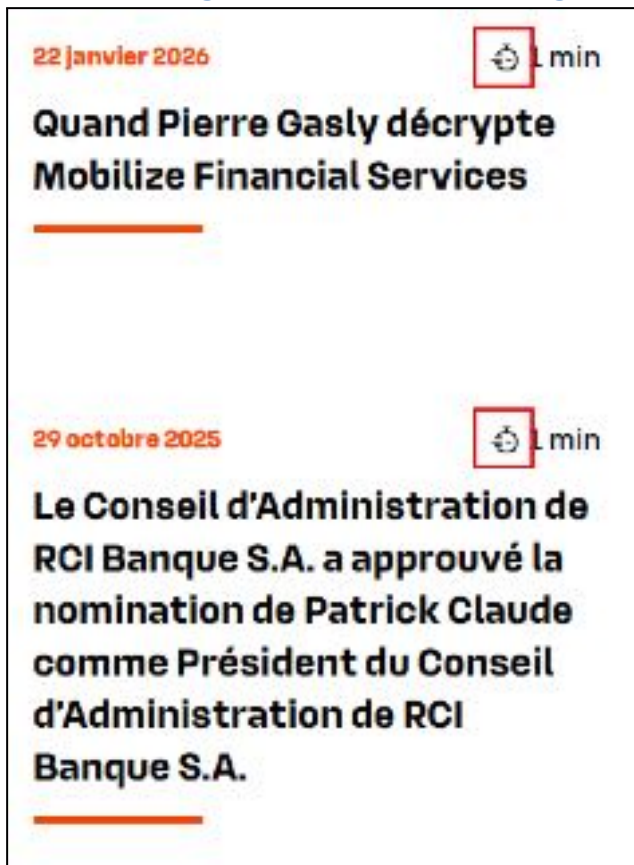 22 janvier 2026 1 min
Quand Pierre Gasly décrypte
Mobilize Financial Services
29 octobre 2025 1 min
Le Conseil d'Administration de
RCI Banque S.A. a approuvé la
nomination de Patrick Claude
comme Président du Conseil
d'Administration de RCI
Banque S.A.